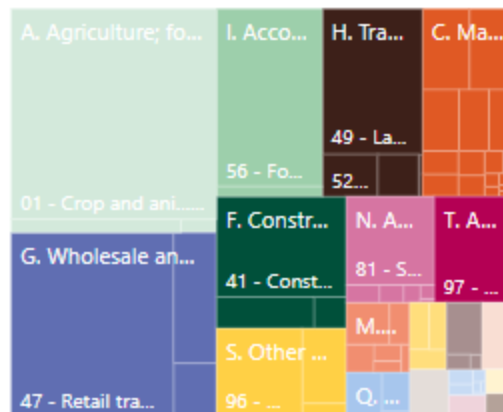 A. Agriculture; fo...
01 - Crop and ani......
I. Acco...
56 - Fo...
H. Tra...
49 - La...
52...
C. Ma...
G. Wholesale an...
47 - Retail tra...
F. Constr...
41 - Const...
N. A...
81 - S...
T. A...
97 - ...
S. Other ...
96 - ...
M....
Q. ...